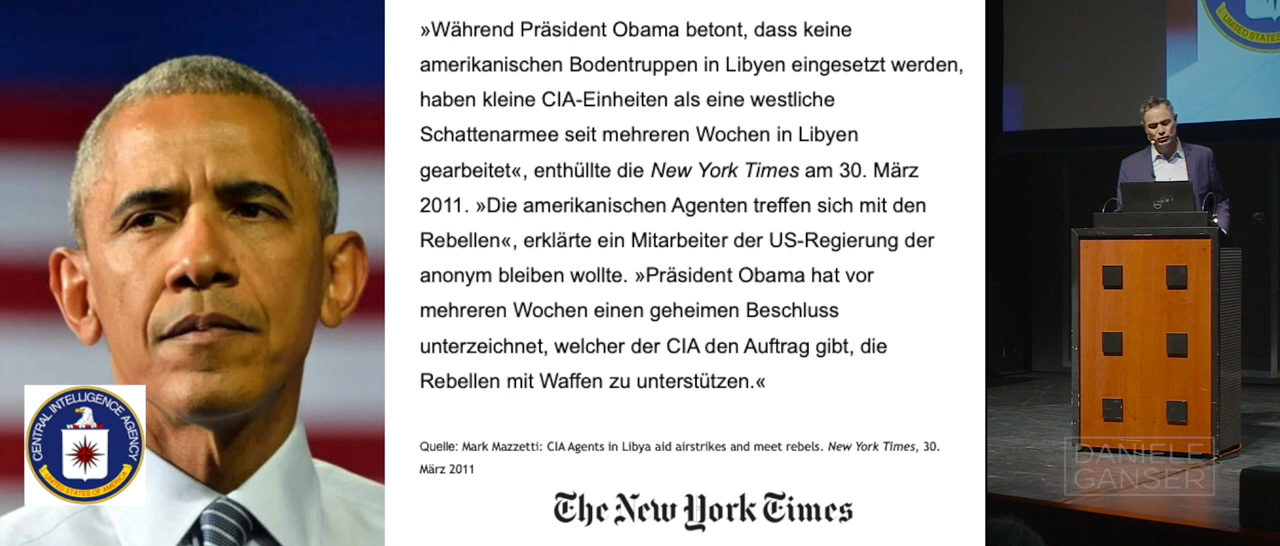 »Während Präsident Obama betont, dass keine
amerikanischen Bodentruppen in Libyen eingesetzt werden,
haben kleine CIA-Einheiten als eine westliche
Schattenarmee seit mehreren Wochen in Libyen
gearbeitet«, enthüllte die New York Times am 30. März
2011. »Die amerikanischen Agenten treffen sich mit den
Rebellen«, erklärte ein Mitarbeiter der US-Regierung der
anonym bleiben wollte. »Präsident Obama hat vor
mehreren Wochen einen geheimen Beschluss
unterzeichnet, welcher der CIA den Auftrag gibt, die
Rebellen mit Waffen zu unterstützen.«
Quelle: Mark Mazzetti: CIA Agents in Libya aid airstrikes and meet rebels. New York Times, 30.
März 2011
The New York Times
CENTRAL INTELLIGENCE AGENCY
UNITED STATES OF AMERICA
UNITED STATES OF
DANIELE
GANSER